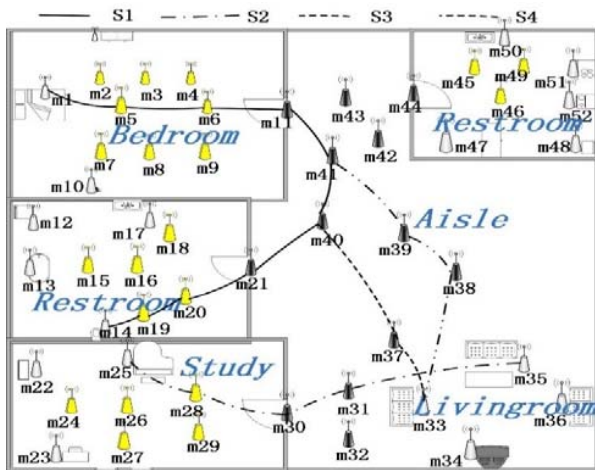 S1 S2 S3 S4
m50
m1 m2 m3 m4 m45 m49 m51
m5 m6 m11 m43 m44 m46 m52
Bedroom Restroom
m7 m8 m9 m42 m47 m48
m10 m41
m12 m17 m18 m40 m39 Aisle
m13 m15 m16 m21 m38
Restroom m20
m14 m19
m37
m25 Study m35
m22 m28 m31
m24 m26 m30 m33 Livingroom m36
m23 m27 m29 m32 m34